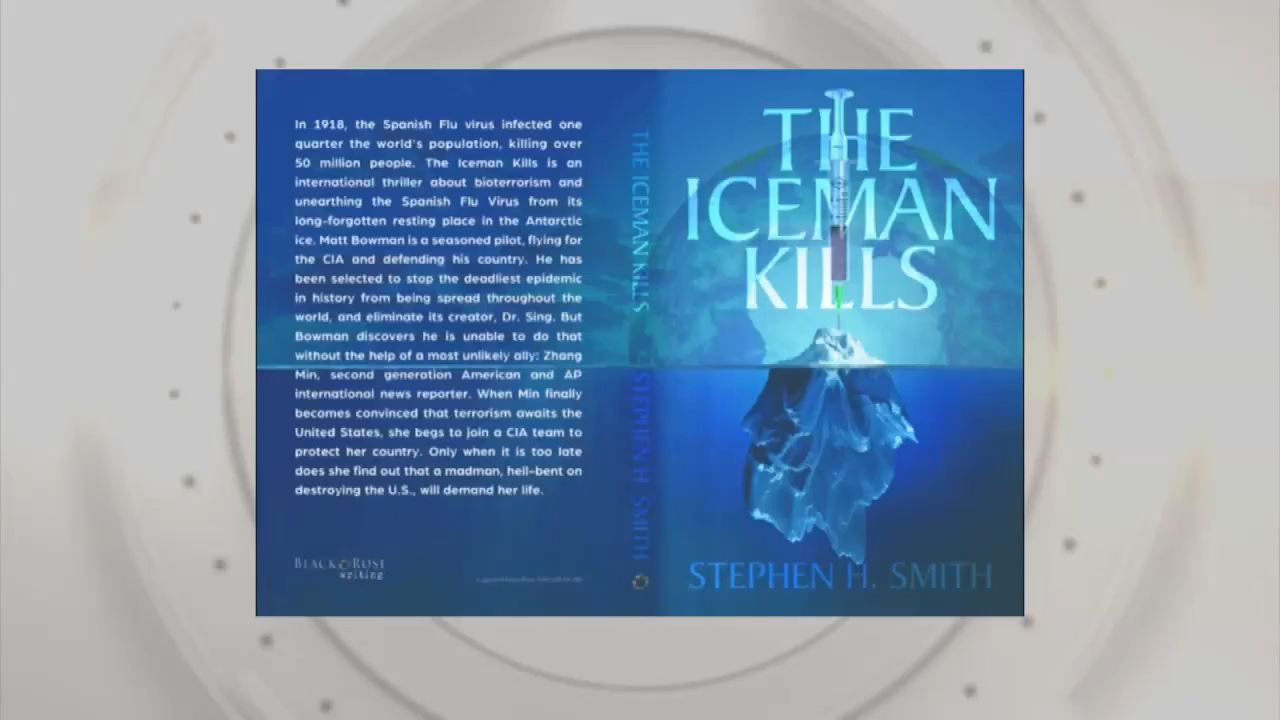 In 1918, the Spanish Flu virus infected one
quarter the world's population, killing over
50 million people. The Iceman Kills is an
international thriller about bioterrorism and
unearthing the Spanish Flu Virus from its
long-forgotten resting place in the Antarctic
ice. Matt Bowman is a seasoned pilot, flying for
the CIA and defending his country. He has
been selected to stop the deadliest epidemic
in history from being spread throughout the
world, and eliminate its creator, Dr. Sing. But
Bowman discovers he is unable to do that
without the help of a most unlikely ally: Zhang
Min, second generation American and AP
international news reporter. When Min finally
becomes convinced that terrorism awaits the
United States, she begs to join a CIA team to
protect her country. Only when it is too late
does she find out that a madman, hell-bent on
destroying the U.S., will demand her life.
BLACK ROSE
writing
THE ICEMAN KILLS STEPHEN H. SMITH
THE
ICEMAN
KILLS
STEPHEN H. SMITH